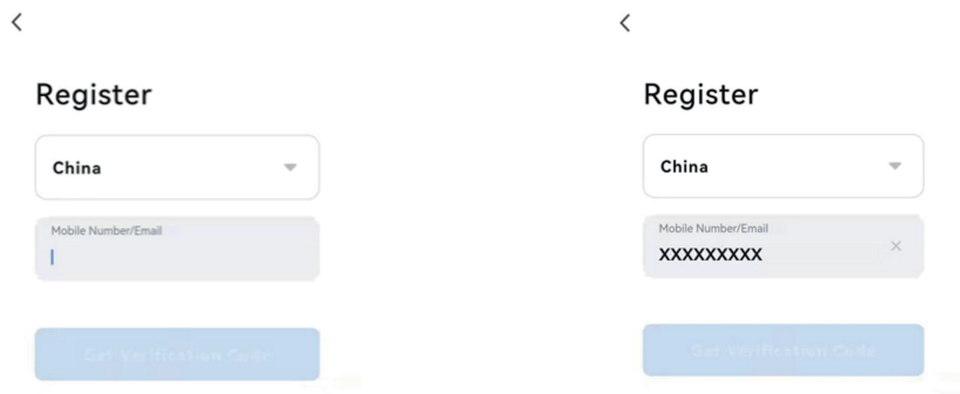 Register
China
Mobile Number/Email
Get Verification Code
Register
China
Mobile Number/Email
XXXXXXXXX
Get Verification Code